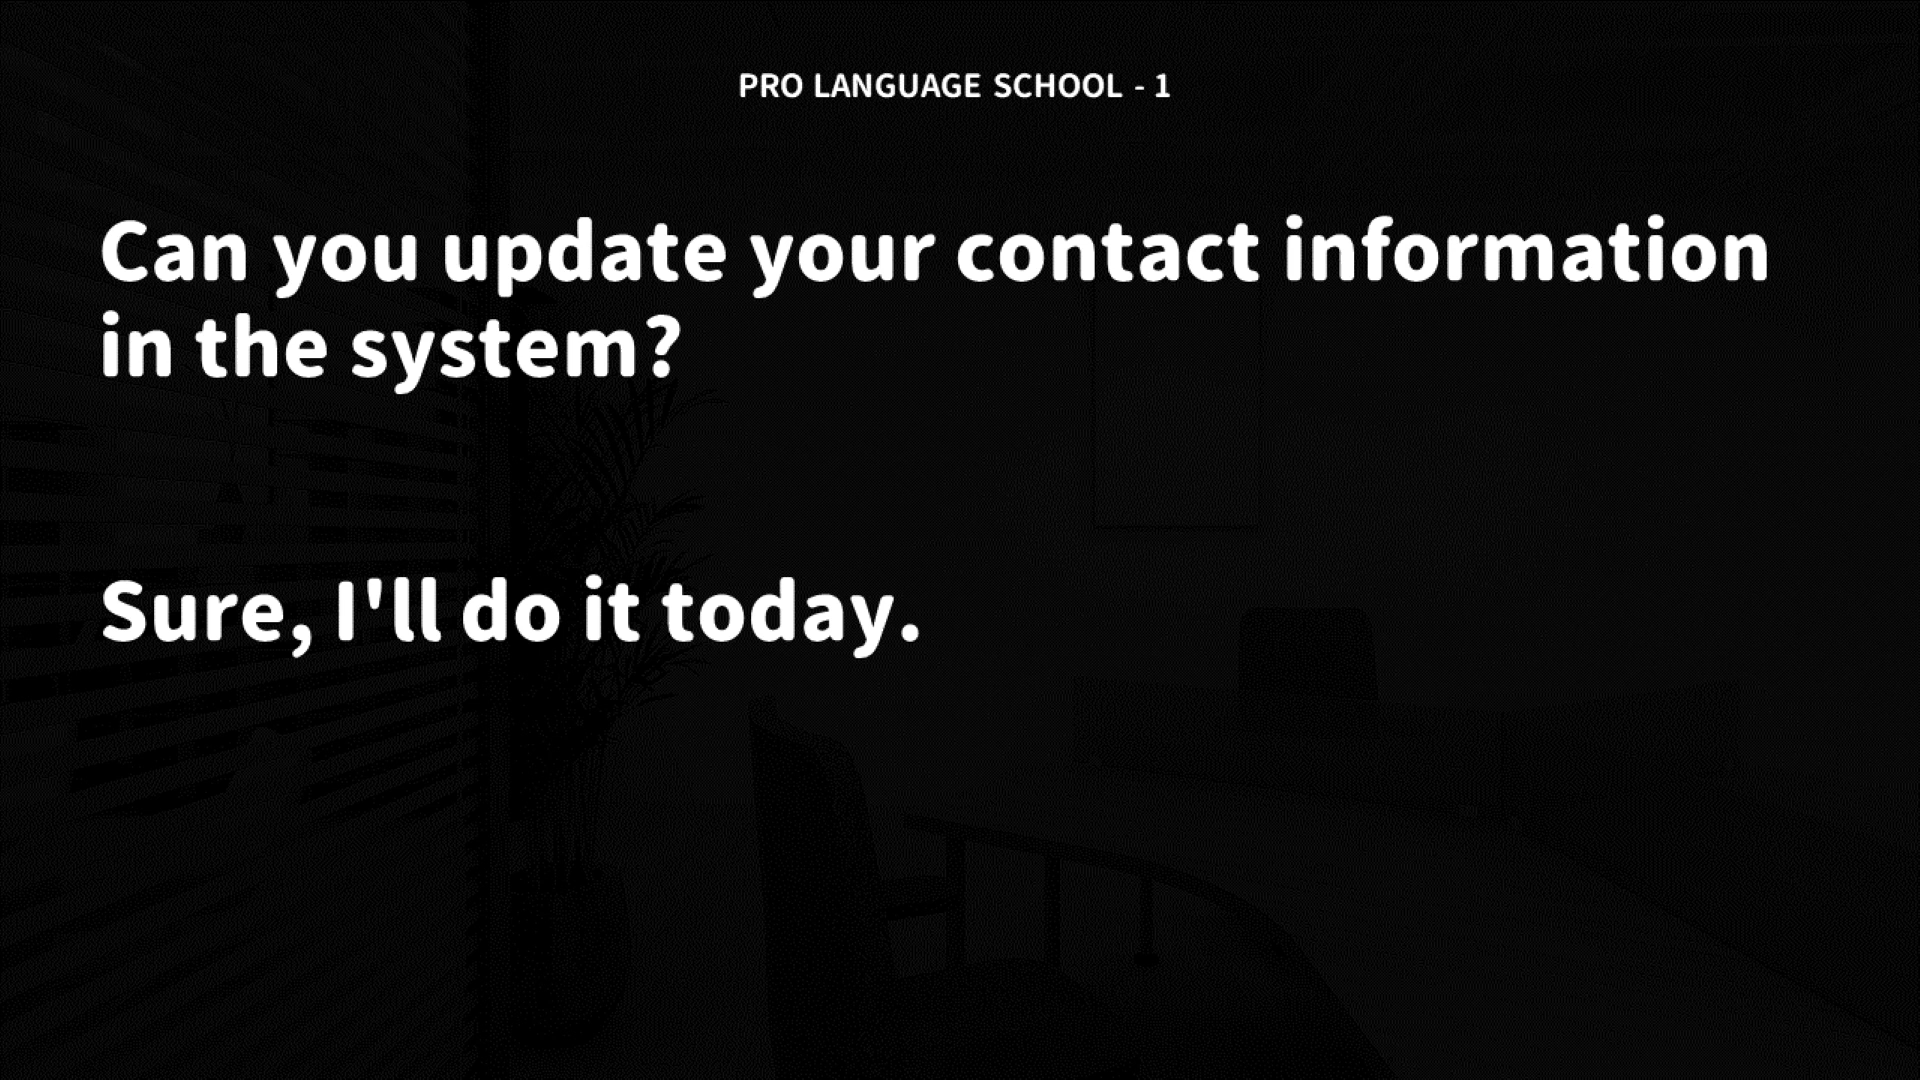 PRO LANGUAGE SCHOOL - 1
Can you update your contact information
in the system?
Sure, I'll do it today.